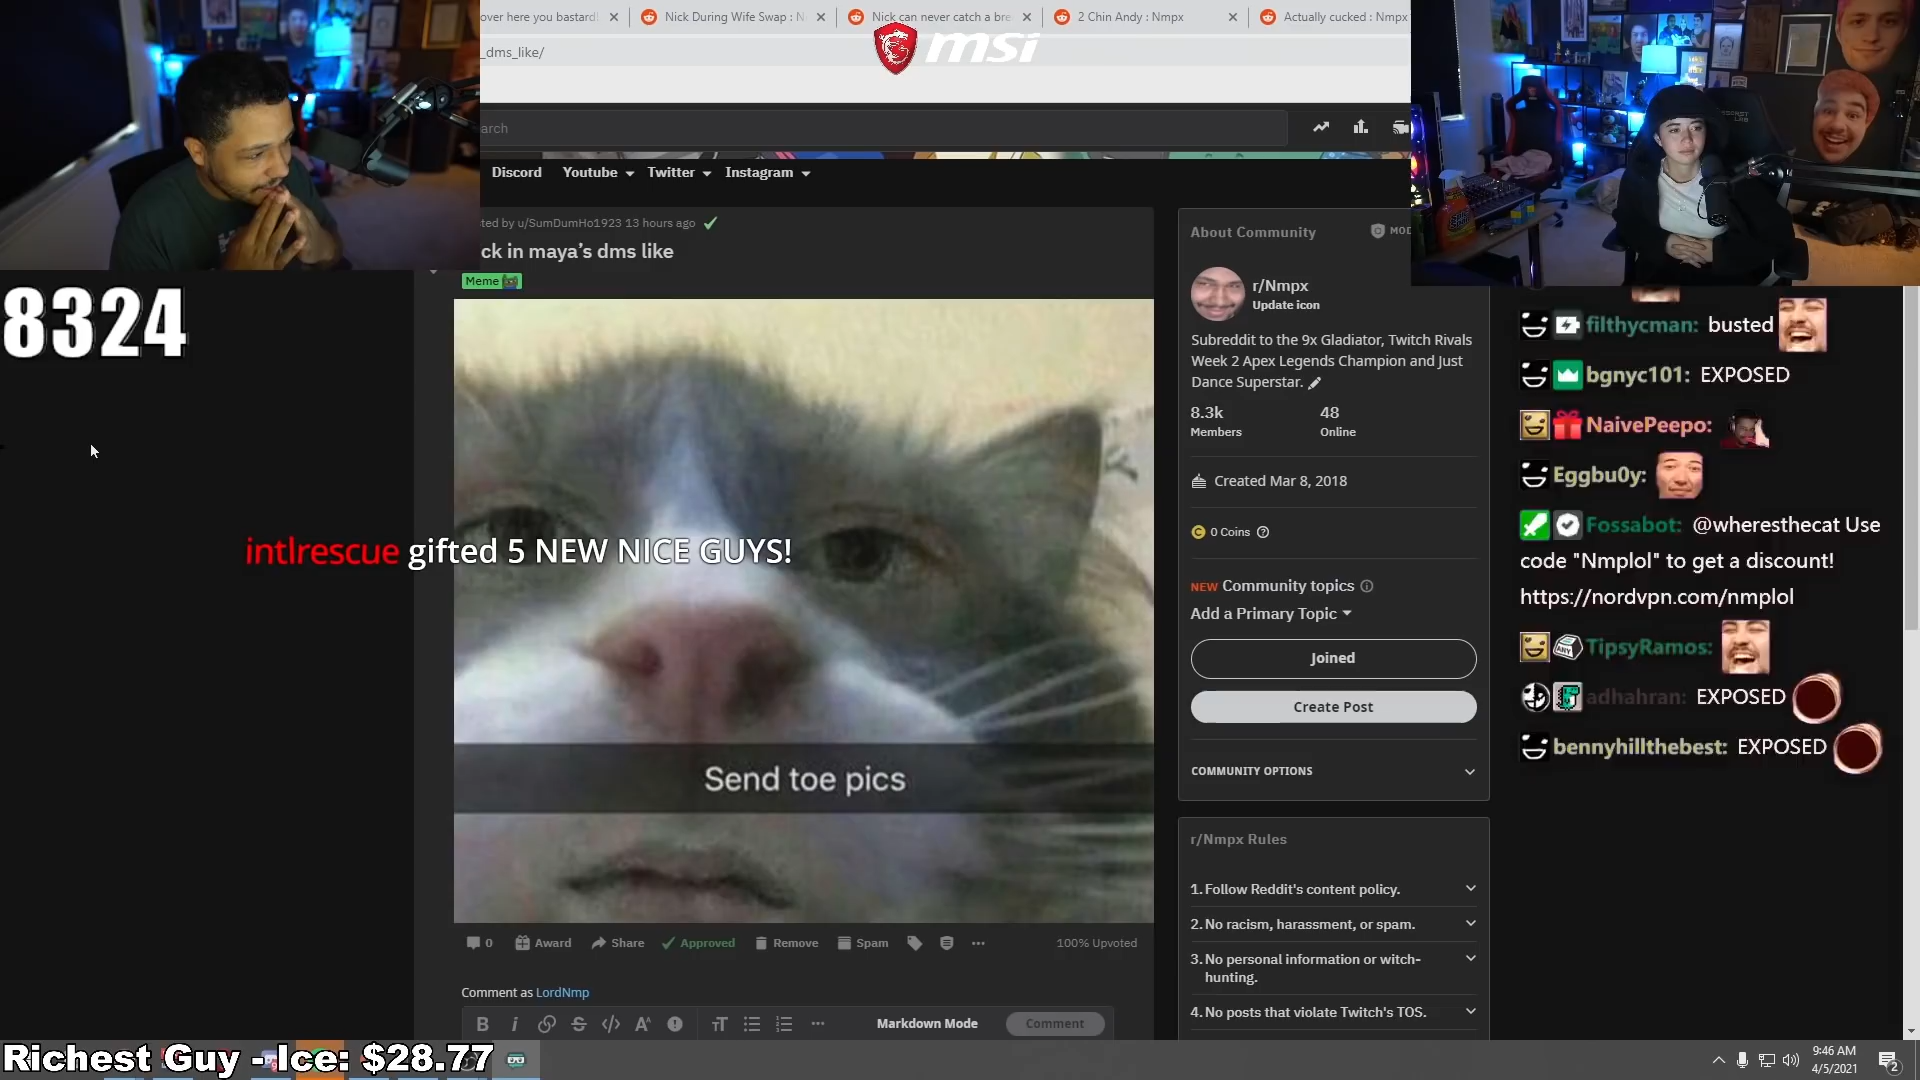 over here you bastard
Nick During Wife Swap : N
Nick can never catch a bre
2 Chin Andy : Nmpx
Actually cucked : Nmpx
_dms_like/
msi
arch
Discord
Youtube
Twitter
Instagram
ted by u/SumDumHo1923 13 hours ago
ck in maya’s dms like
Meme
8324
intlrescue gifted 5 NEW NICE GUYS!
Send toe pics
0
Award
Share
Approved
Remove
Spam
100% Upvoted
Comment as LordNmp
Markdown Mode
Comment
About Community
MOD
r/Nmpx
Update icon
Subreddit to the 9x Gladiator, Twitch Rivals
Week 2 Apex Legends Champion and Just
Dance Superstar.
8.3k
48
Members
Online
Created Mar 8, 2018
0 Coins
NEW Community topics
Add a Primary Topic
Joined
Create Post
COMMUNITY OPTIONS
r/Nmpx Rules
1. Follow Reddit's content policy.
2. No racism, harassment, or spam.
3. No personal information or witch-
hunting.
4. No posts that violate Twitch's TOS.
filthycman: busted
bgnyc101: EXPOSED
NaivePeepo:
Eggbu0y:
Fossabot: @wheresthecat Use
code "Nmplol" to get a discount!
https://nordvpn.com/nmplol
TipsyRamos:
adhahran: EXPOSED
bennyhillthebest: EXPOSED
Richest Guy - Ice: $28.77
9:46 AM
4/5/2021
2